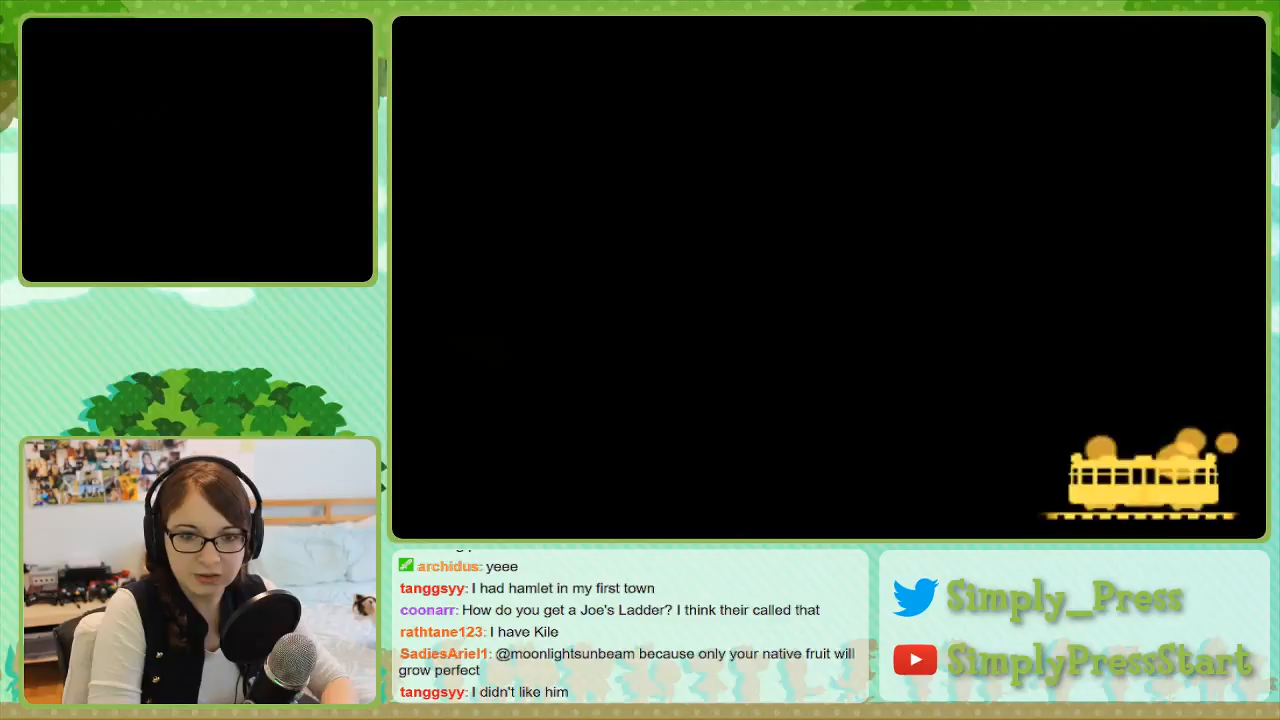 archidus: yeee
tanggsyy: I had hamlet in my first town
coonarr: How do you get a Joe's Ladder? I think their called that
rathtane123: I have Kile
SadiesAriel1: @moonlightsunbeam because only your native fruit will
grow perfect
tanggsyy: I didn't like him
Simply_Press
SimplyPressStart